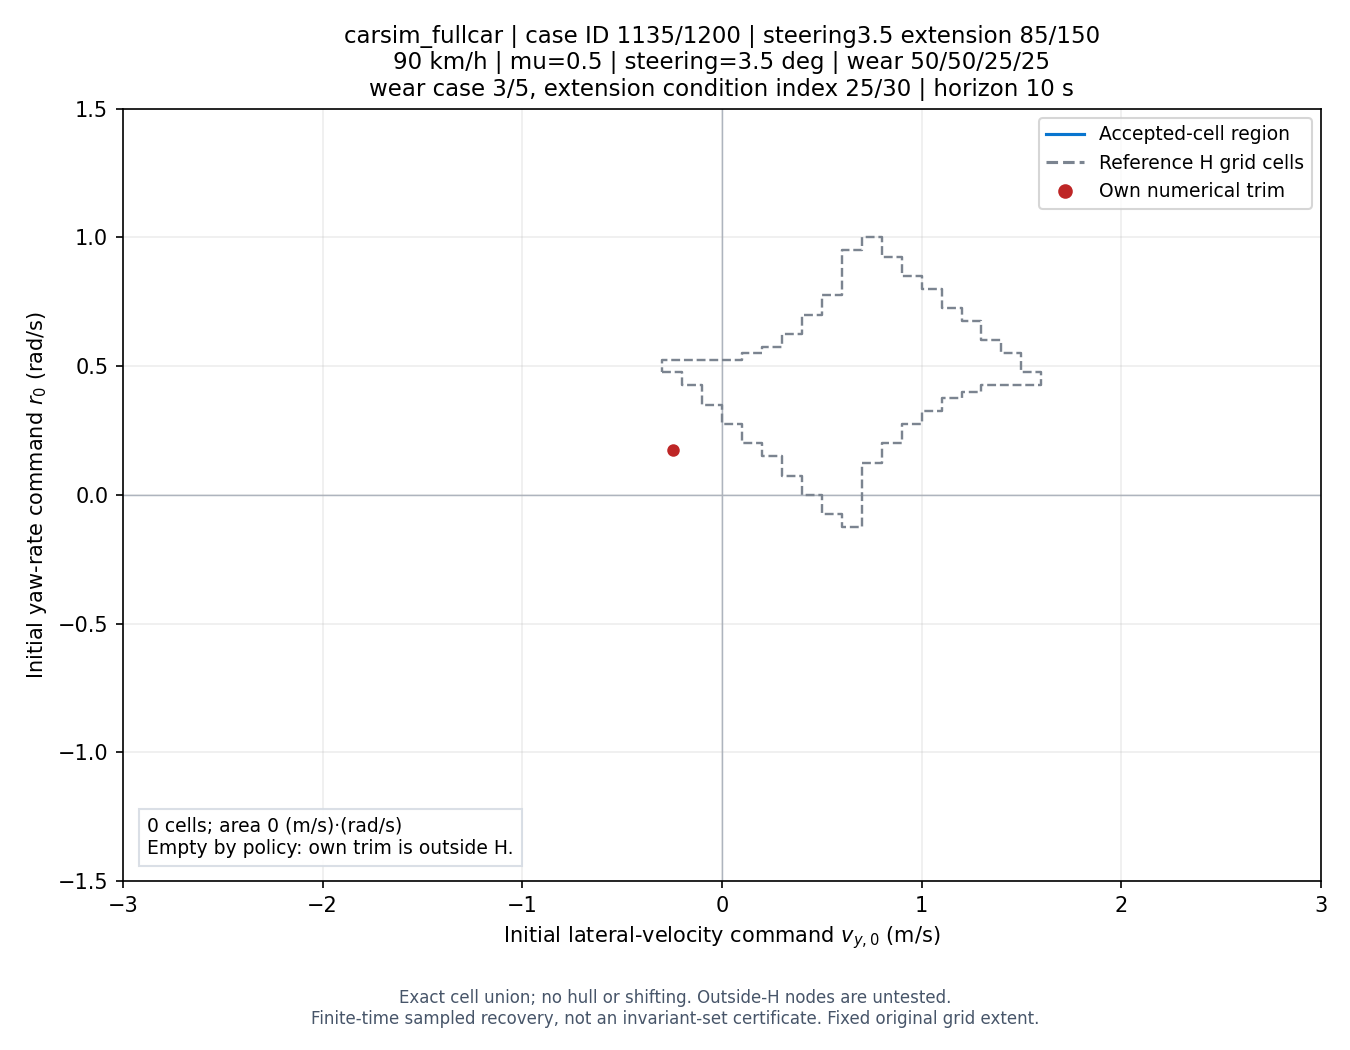 carsim_fullcar | case ID 1135/1200 | steering3.5 extension 85/150
90 km/h | mu=0.5 | steering=3.5 deg | wear 50/50/25/25
wear case 3/5, extension condition index 25/30 | horizon 10 s
Accepted-cell region
Reference H grid cells
Own numerical trim
1.5
1.0
0.5
0.0
−0.5
−1.0
−1.5
Initial yaw-rate command r₀ (rad/s)
0 cells; area 0 (m/s)·(rad/s)
Empty by policy: own trim is outside H.
−3
−2
−1
0
1
2
3
Initial lateral-velocity command v_{y,0} (m/s)
Exact cell union; no hull or shifting. Outside-H nodes are untested.
Finite-time sampled recovery, not an invariant-set certificate. Fixed original grid extent.